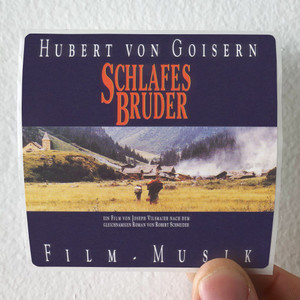 HUBERT VON GOISERN
SCHLAFES
BRUDER
EIN FILM VON JOSEPH VILSMAIER NACH DEM
GLEICHNAMIGEN ROMAN VON ROBERT SCHNEIDER
FILM-MUSIK